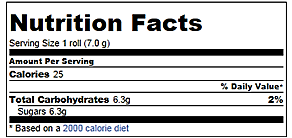 Nutrition Facts
Serving Size 1 roll (7.0 g)
Amount Per Serving
Calories 25
% Daily Value*
Total Carbohydrates 6.3g 2%
Sugars 6.3g
* Based on a 2000 calorie diet